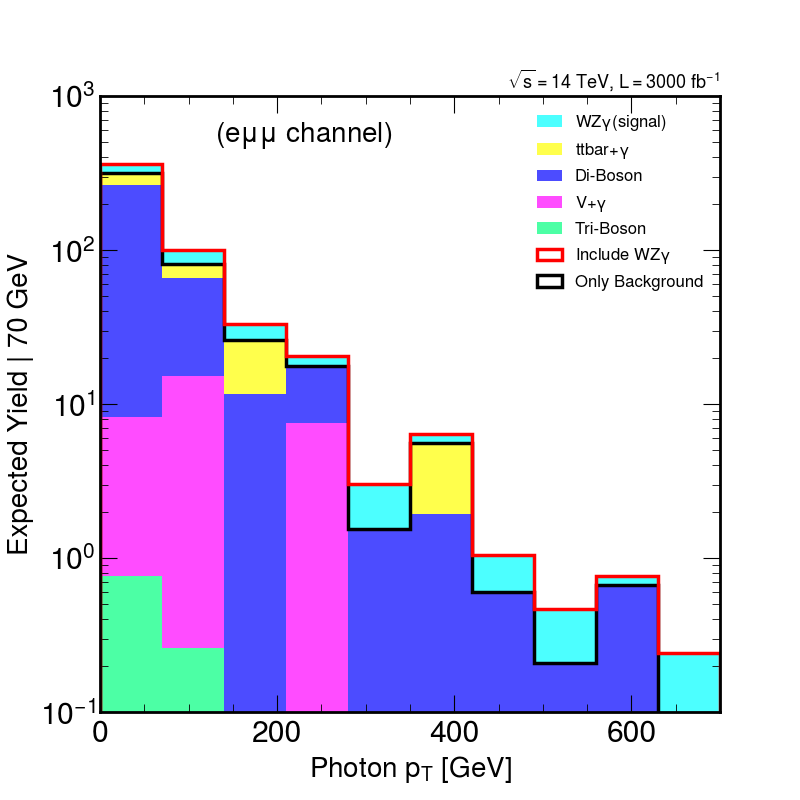 √s = 14 TeV, L = 3000 fb⁻¹
10³
(eμμ channel)
WZγ(signal)
ttbar+γ
Di-Boson
V+γ
Tri-Boson
Include WZγ
Only Background
10²
10¹
10⁰
10⁻¹
Expected Yield | 70 GeV
0 200 400 600
Photon p_T [GeV]